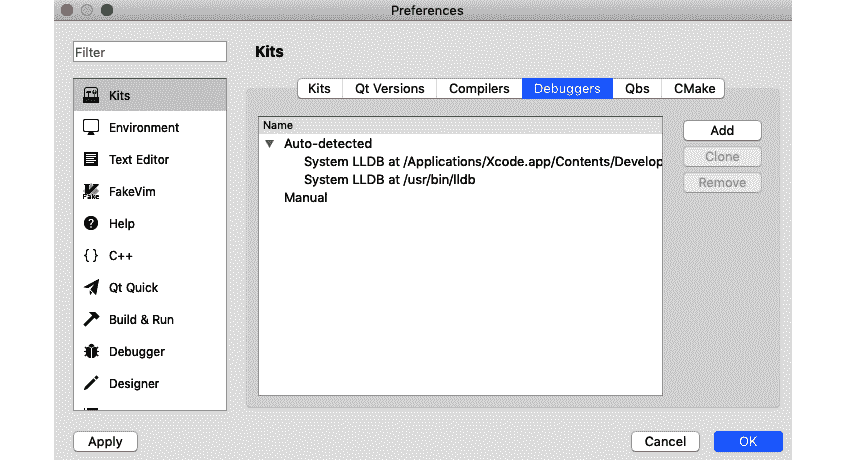 Preferences
Filter
Kits
Kits
Environment
Text Editor
FakeVim
Help
{ } C++
Qt Quick
Build & Run
Debugger
Designer
Kits Qt Versions Compilers Debuggers Qbs CMake
Name
Auto-detected
System LLDB at /Applications/Xcode.app/Contents/Develop
System LLDB at /usr/bin/lldb
Manual
Add
Clone
Remove
Apply
Cancel
OK